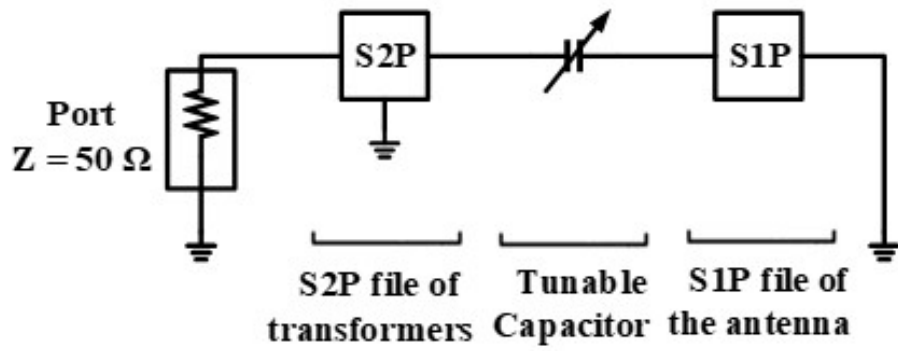 S2P
S1P
Port
Z = 50 Ω
S2P file of
transformers
Tunable
Capacitor
S1P file of
the antenna